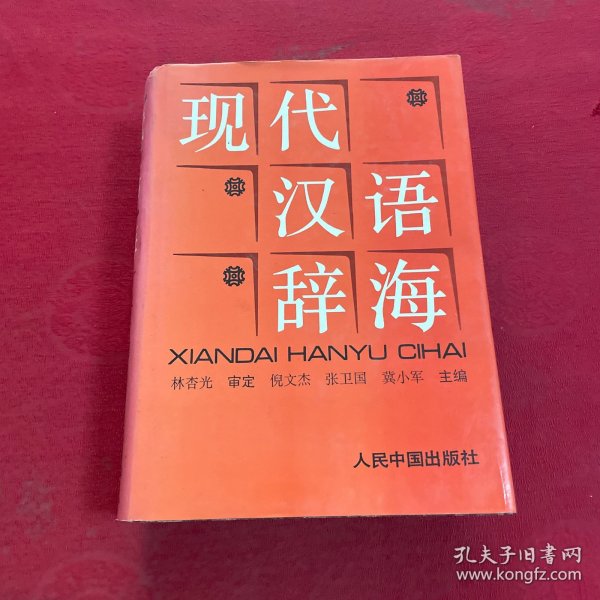 现代
汉语
辞海
XIANDAI HANYU CIHAI
林杏光 审定 倪文杰 张卫国 冀小军 主编
人民中国出版社
孔夫子旧书网
www.kongfz.com